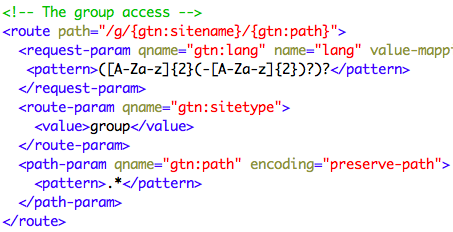 <!-- The group access -->
<route path="/g/{gtn:sitename}/{gtn:path}">
<request-param qname="gtn:lang" name="lang"
<pattern>([A-Za-z]{2}(-[A-Za-z]{2})?)?</pattern>
</request-param>
<route-param qname="gtn:sitetype">
<value>group</value>
</route-param>
<path-param qname="gtn:path" encoding="preserve-path">
<pattern>.*</pattern>
</path-param>
</route>